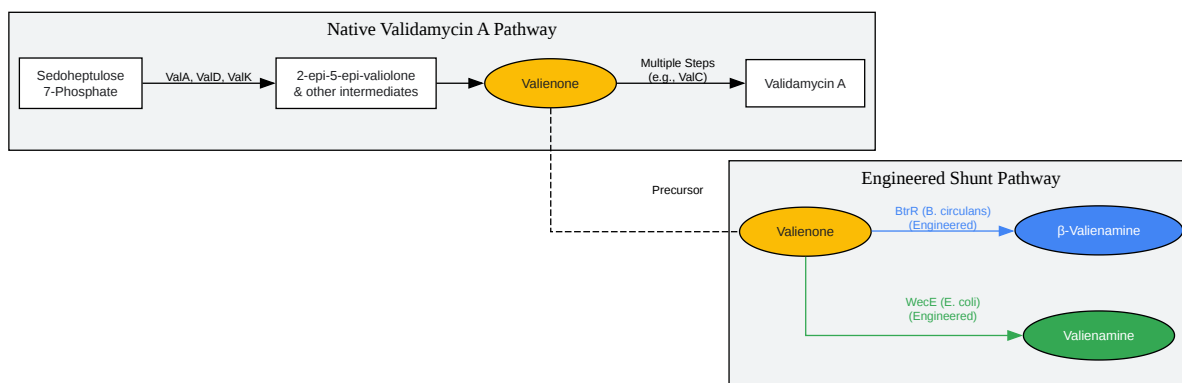 Native Validamycin A Pathway
Sedoheptulose
7-Phosphate
ValA, ValD, ValK
2-epi-5-epi-valiolone
& other intermediates
Valienone
Multiple Steps
(e.g., ValC)
Validamycin A
Precursor
Engineered Shunt Pathway
Valienone
BtrR (B. circulans)
(Engineered)
β-Valienamine
WecE (E. coli)
(Engineered)
Valienamine